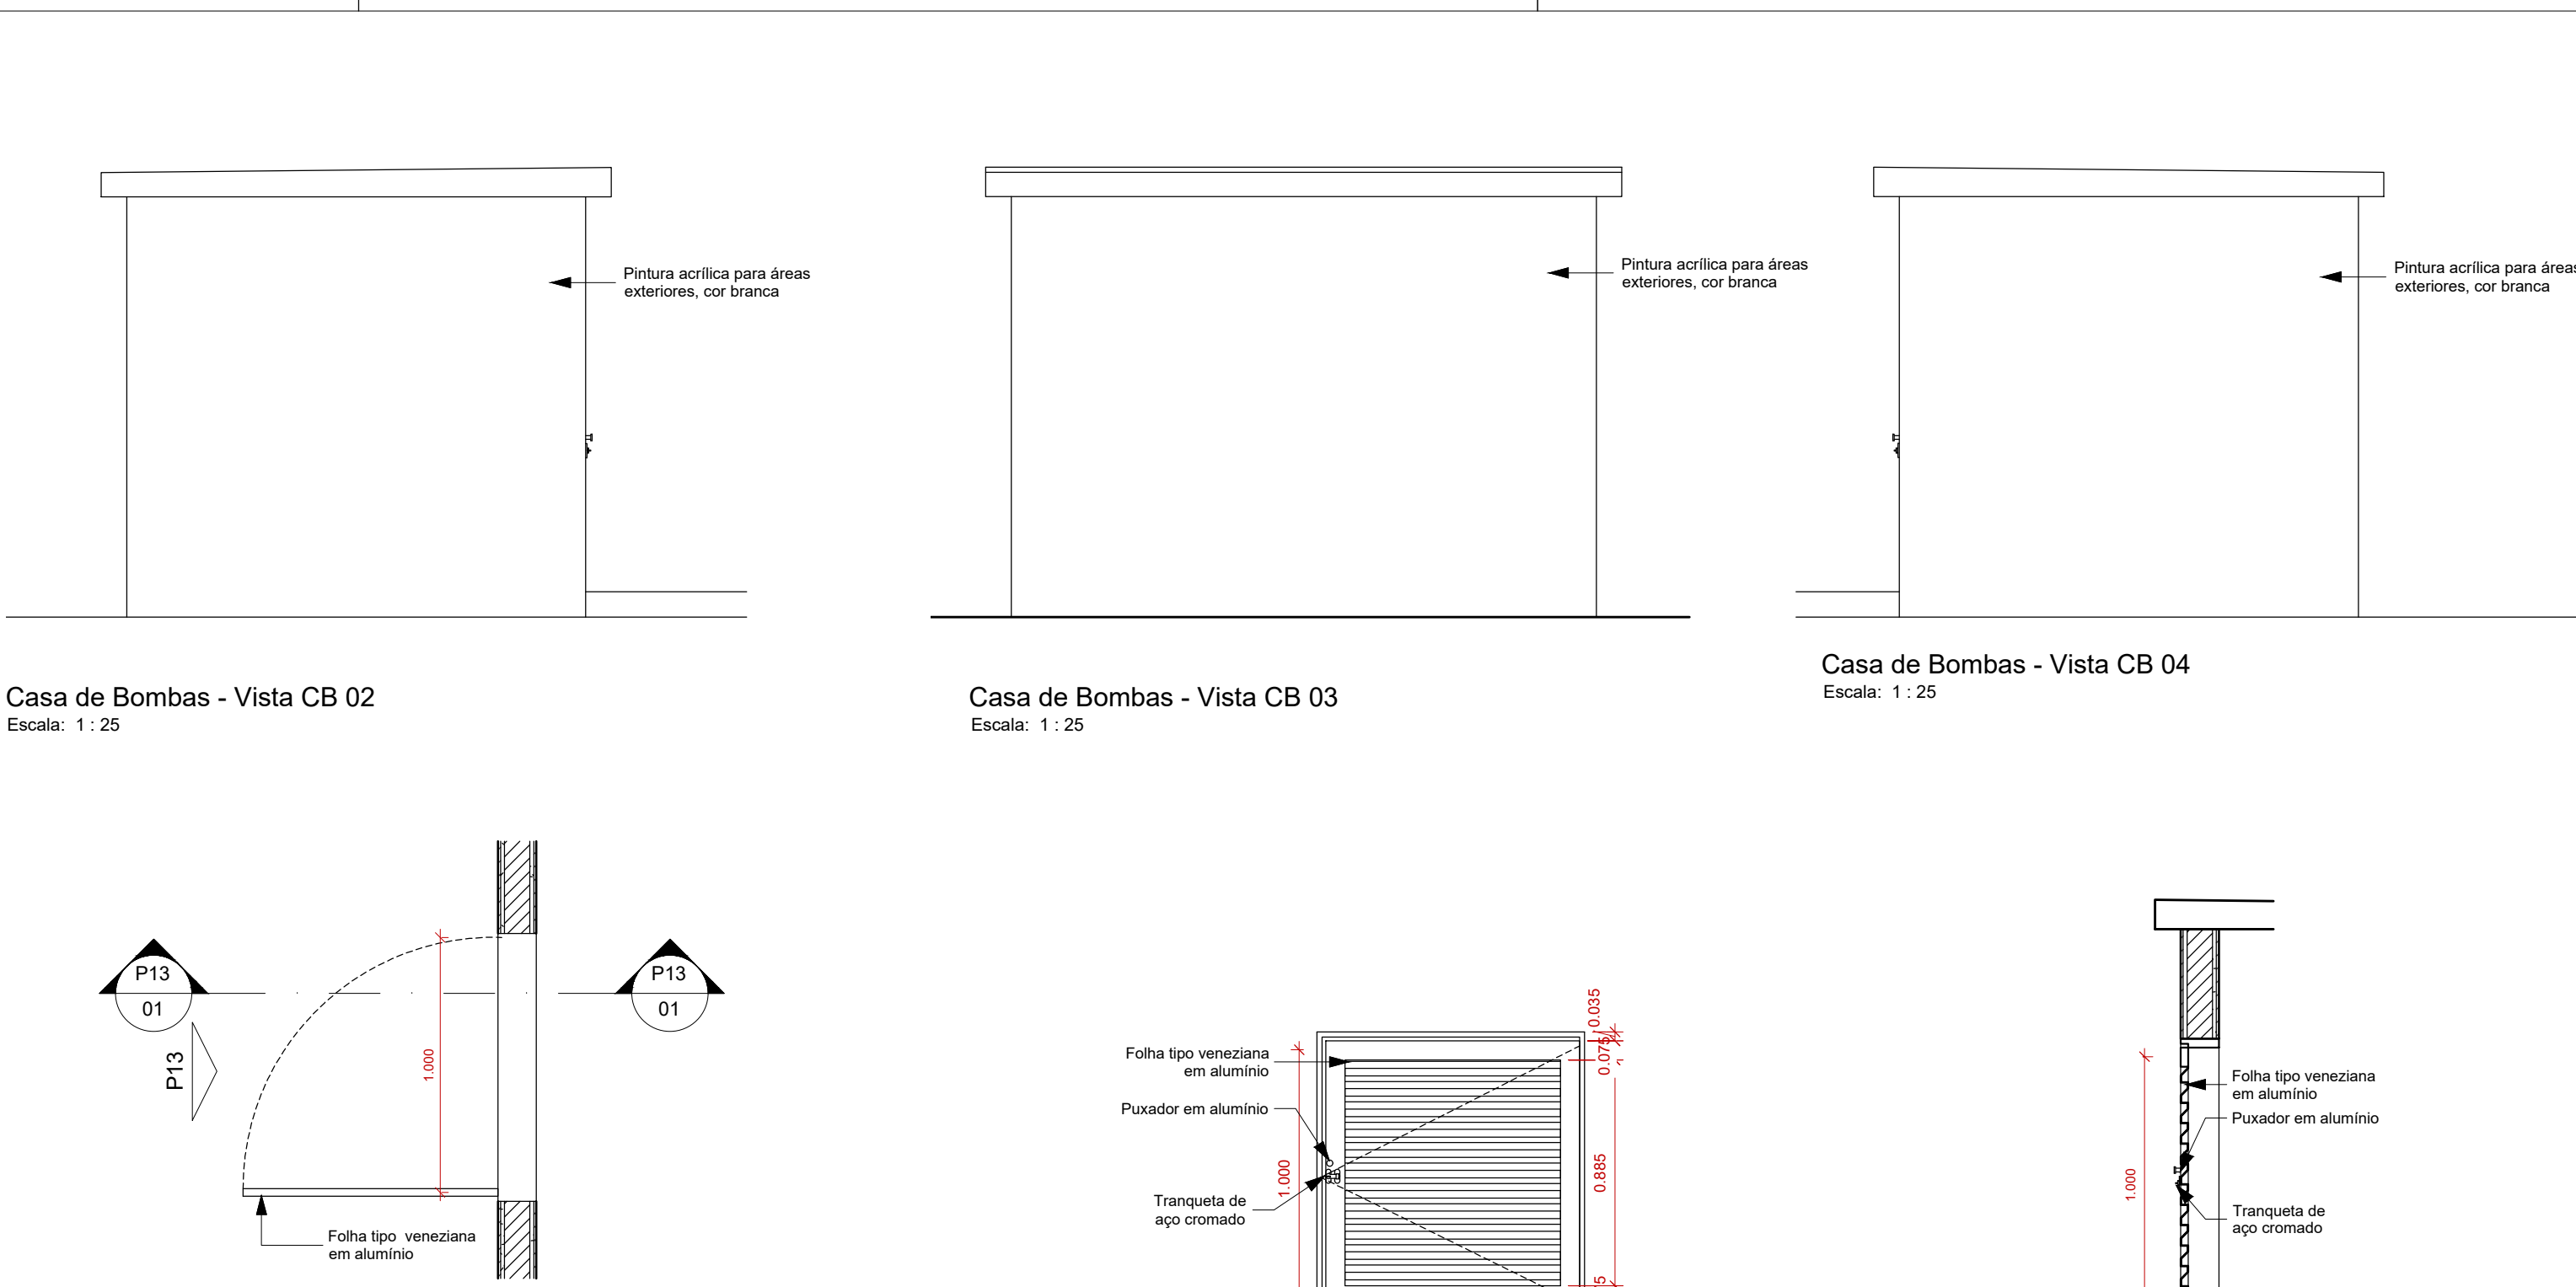 Pintura acrílica para áreas
exteriores, cor branca
Pintura acrílica para áreas
exteriores, cor branca
Pintura acrílica para áreas
exteriores, cor branca
Casa de Bombas - Vista CB 02
Escala: 1 : 25
Casa de Bombas - Vista CB 03
Escala: 1 : 25
Casa de Bombas - Vista CB 04
Escala: 1 : 25
P13
01
P13
1.000
P13
01
Folha tipo veneziana
em alumínio
Folha tipo veneziana
em alumínio
Puxador em alumínio
Tranqueta de
aço cromado
1.000
0.035
0.075
0.885
Folha tipo veneziana
em alumínio
Puxador em alumínio
Tranqueta de
aço cromado
1.000